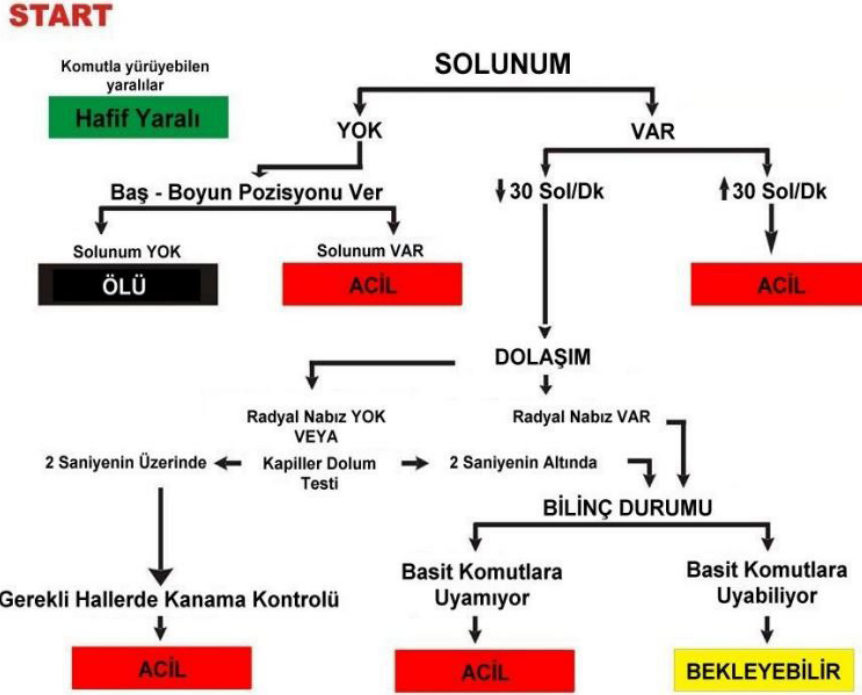 START
Komutla yürüyebilen
yaralılar
Hafif Yaralı
SOLUNUM
YOK
VAR
Baş - Boyun Pozisyonu Ver
30 Sol/Dk
30 Sol/Dk
Solunum YOK
Solunum VAR
ÖLÜ
ACİL
ACİL
DOLAŞIM
Radyal Nabız YOK
VEYA
Radyal Nabız VAR
2 Saniyenin Üzerinde
Kapiller Dolum
Testi
2 Saniyenin Altında
BİLİNÇ DURUMU
Gerekli Hallerde Kanama Kontrolü
Basit Komutlara
Uyamıyor
Basit Komutlara
Uyabiliyor
ACİL
ACİL
BEKLEYEBİLİR